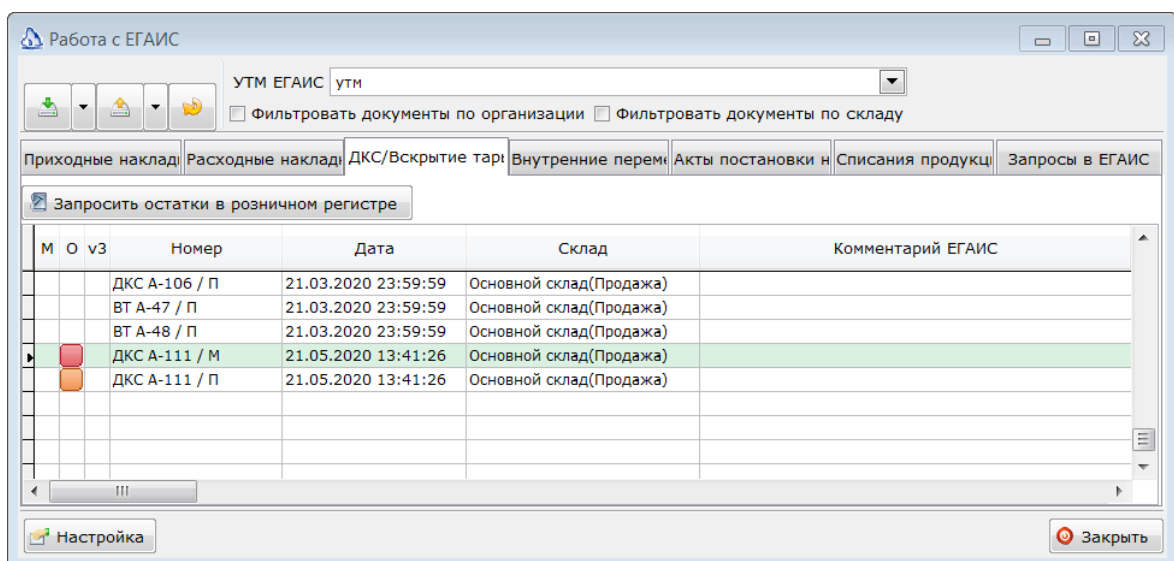 Работа с ЕГАИС
УТМ ЕГАИС утм
Фильтровать документы по организации Фильтровать документы по складу
Приходные наклад Расходные наклад ДКС/Вскрытие тар Внутренние перем Акты постановки н Списания продукц Запросы в ЕГАИС
Запросить остатки в розничном регистре
М О v3 Номер Дата Склад Комментарий ЕГАИС
ДКС А-106 / П 21.03.2020 23:59:59 Основной склад(Продажа)
ВТ А-47 / П 21.03.2020 23:59:59 Основной склад(Продажа)
ВТ А-48 / П 21.03.2020 23:59:59 Основной склад(Продажа)
ДКС А-111 / М 21.05.2020 13:41:26 Основной склад(Продажа)
ДКС А-111 / П 21.05.2020 13:41:26 Основной склад(Продажа)
Настройка Закрыть